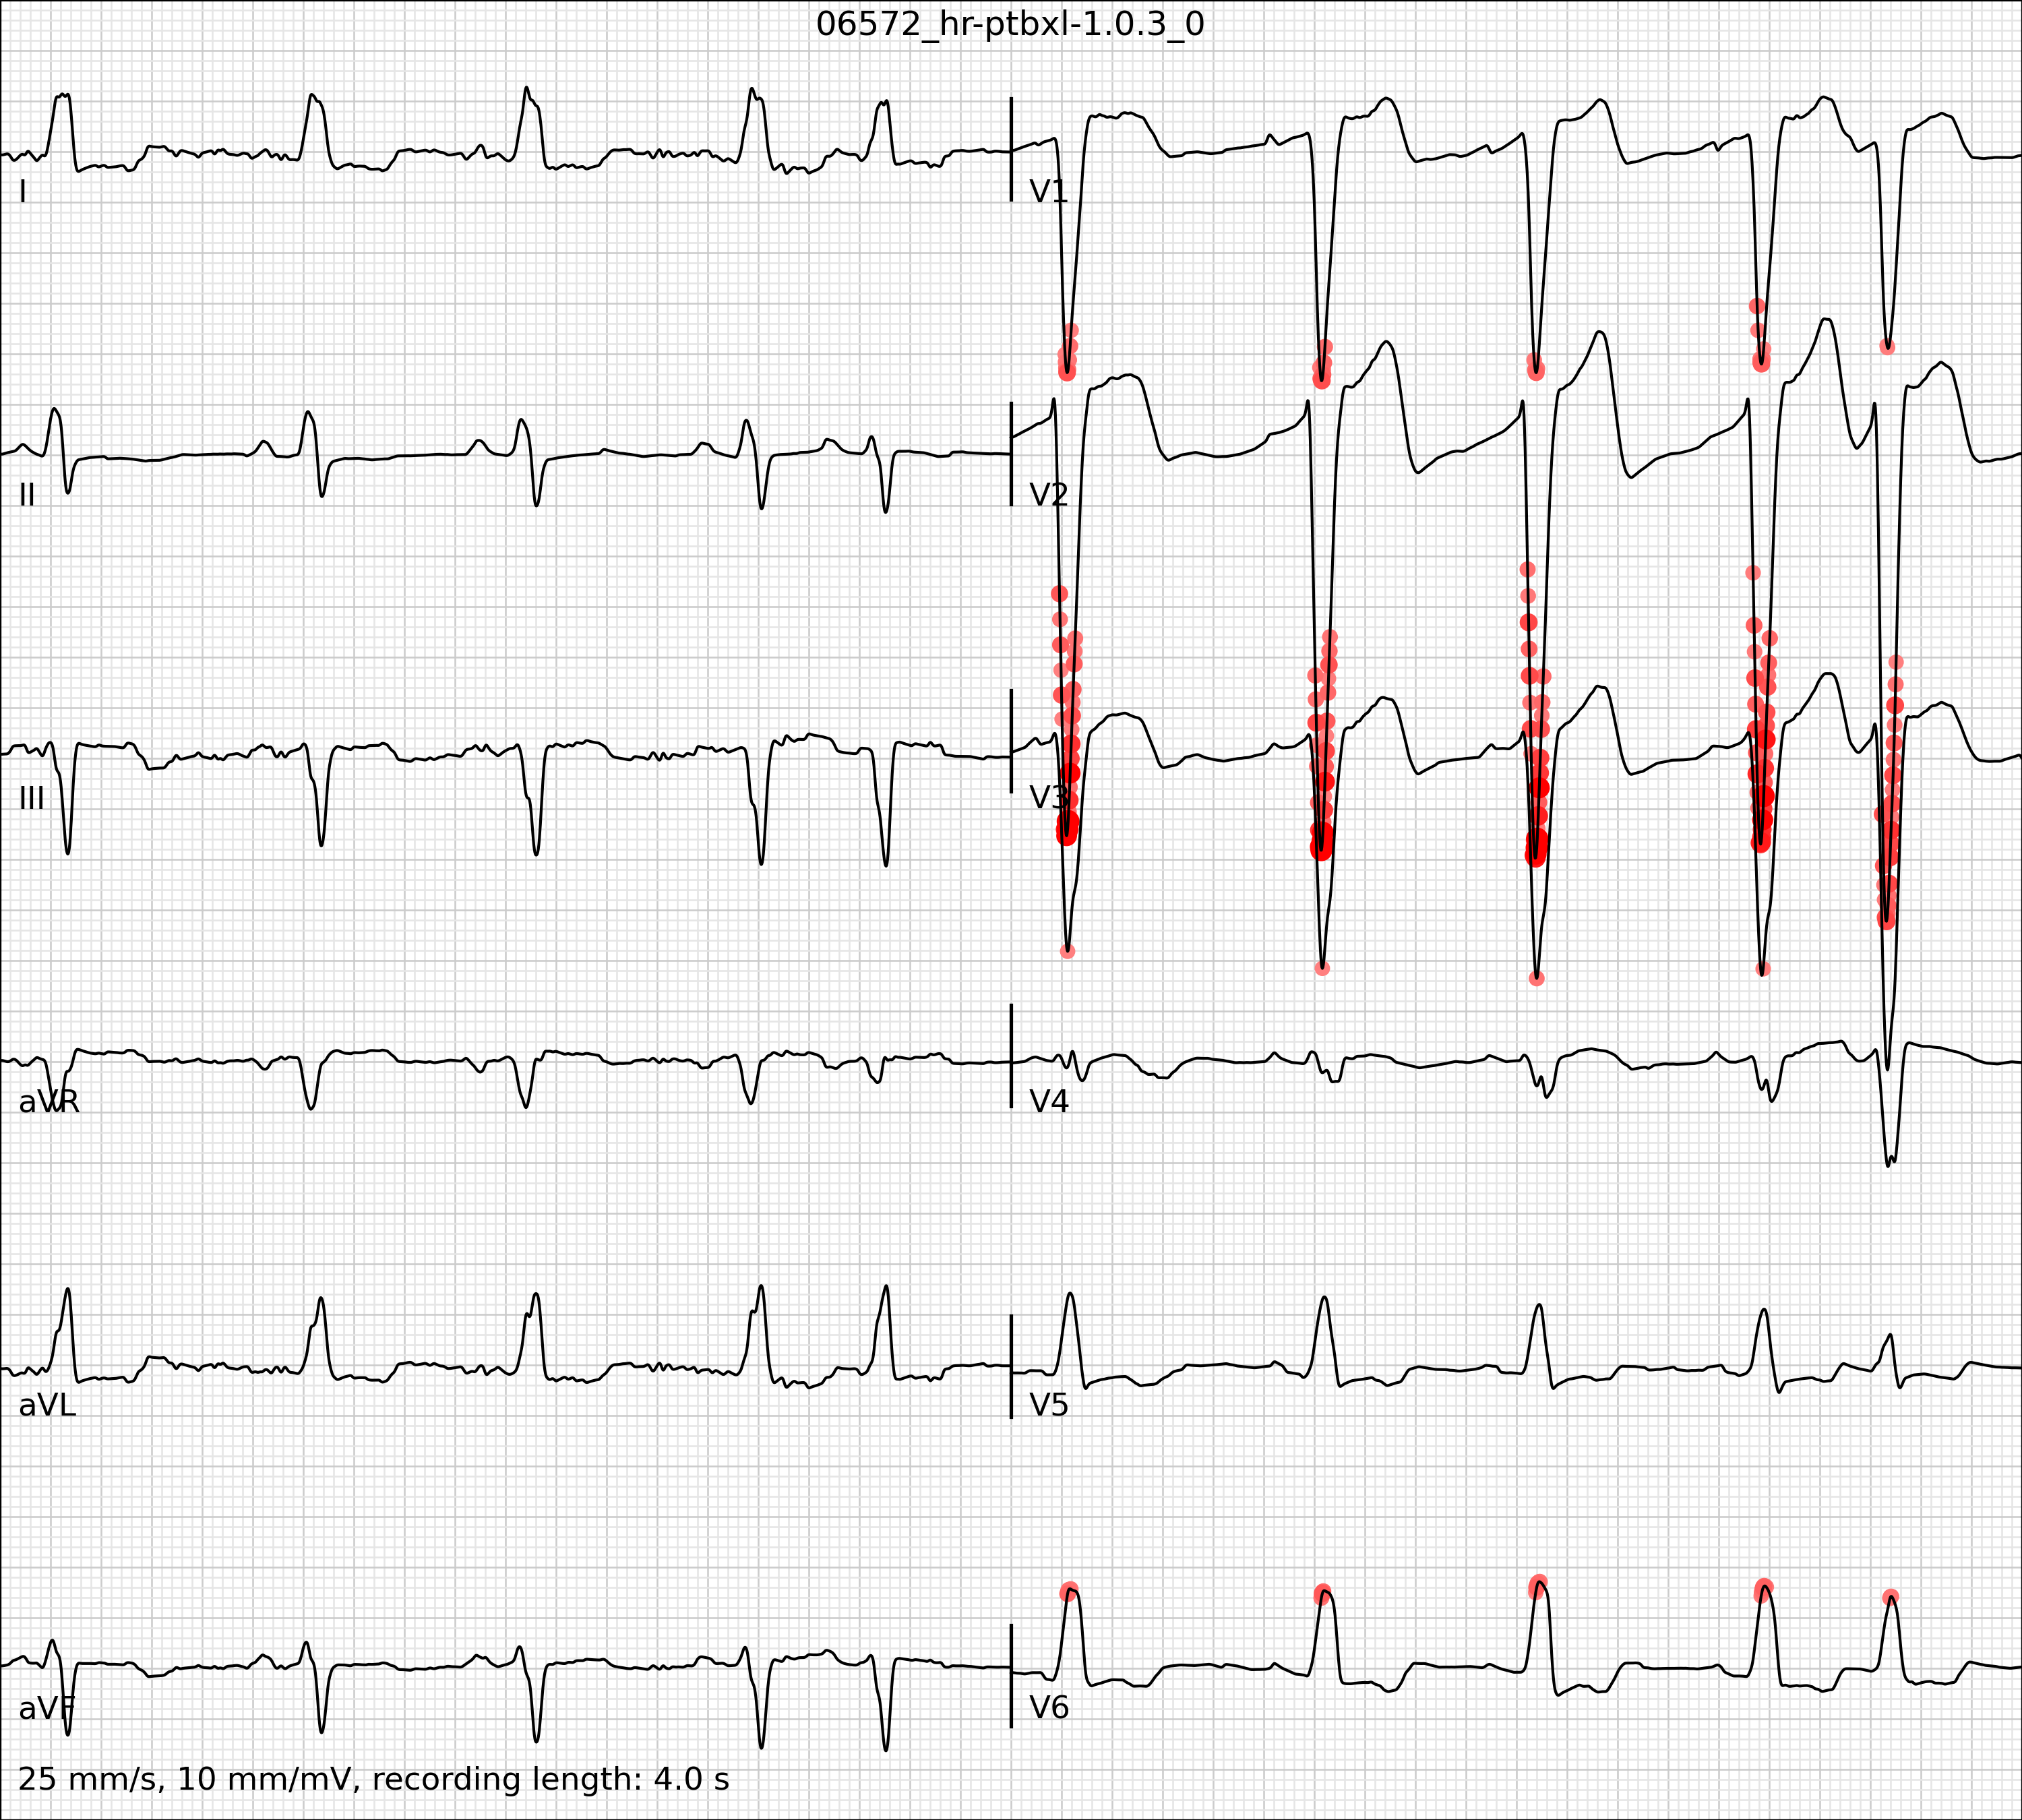 06572_hr-ptbxl-1.0.3_0
I
V1
II
V2
III
V3
aVR
V4
aVL
V5
aVF
V6
25 mm/s, 10 mm/mV, recording length: 4.0 s